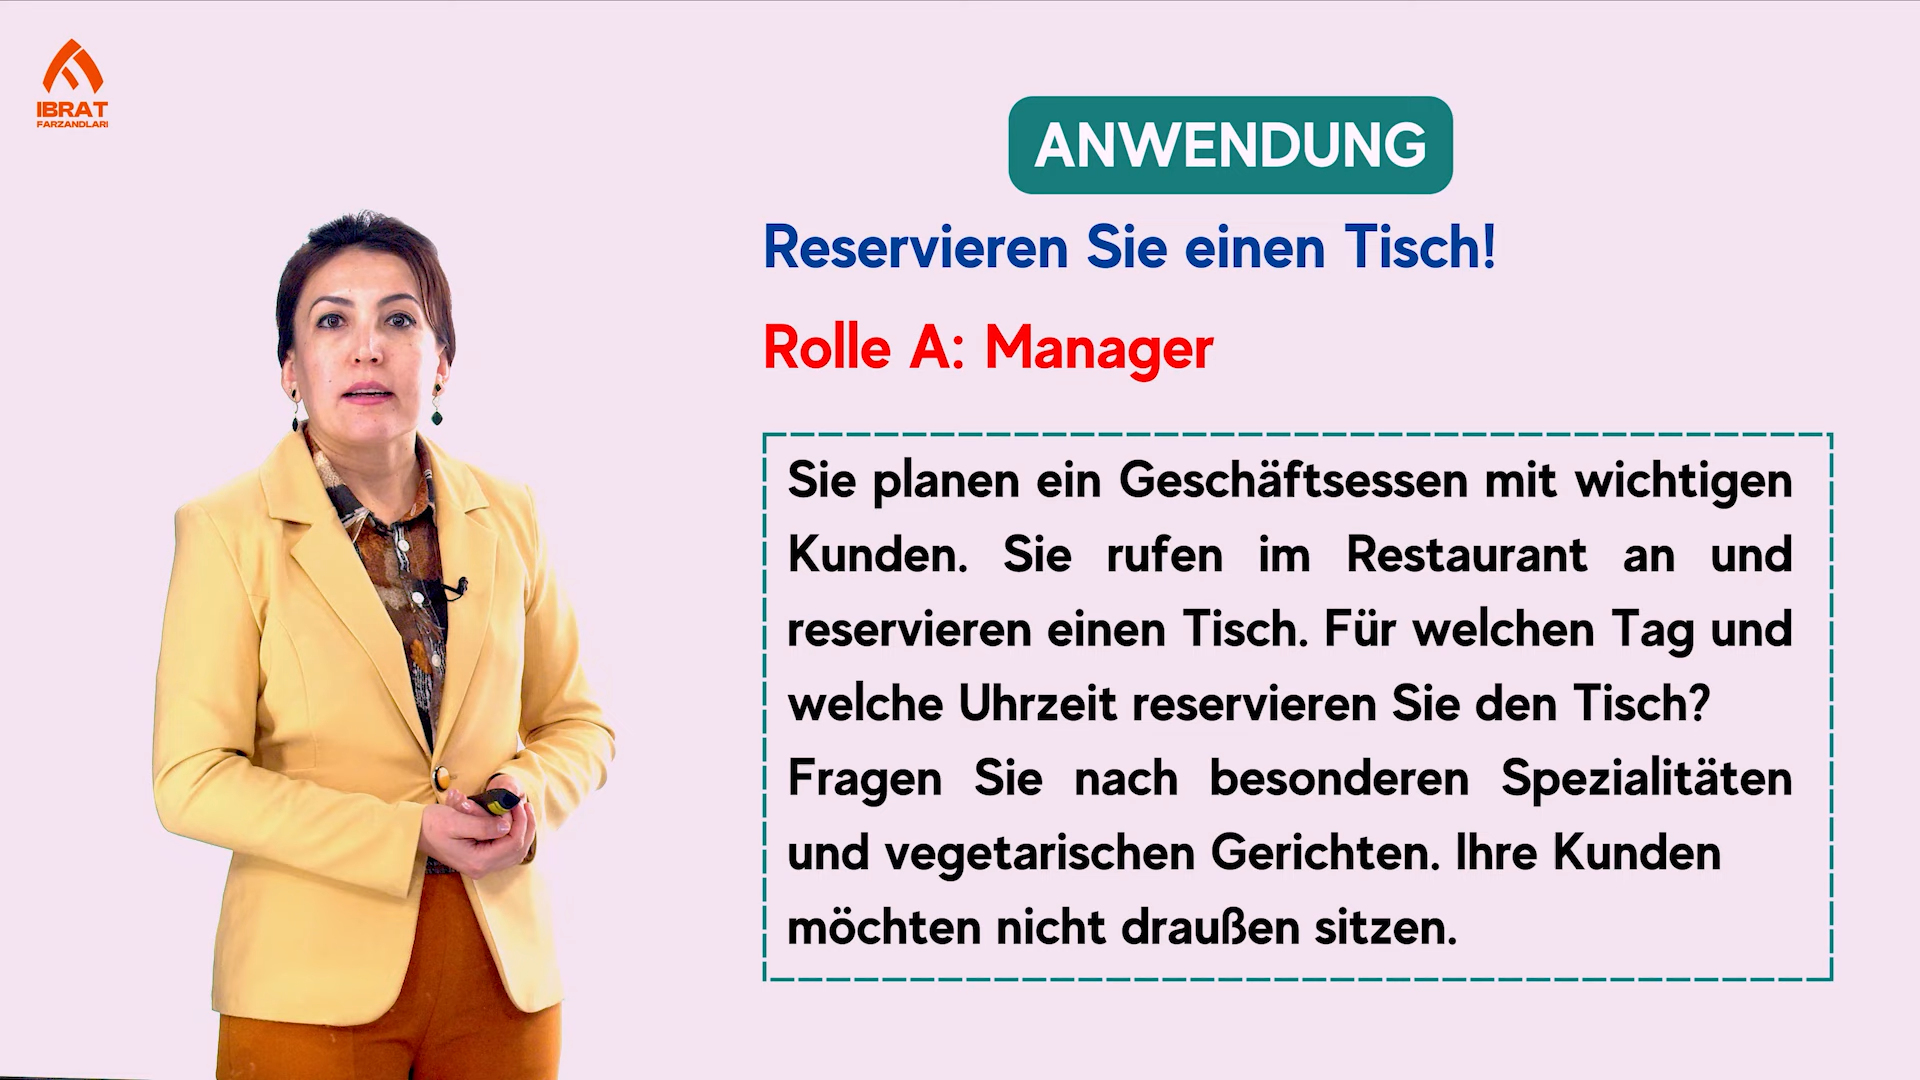 IBRAT
FARZANDLARI
ANWENDUNG
Reservieren Sie einen Tisch!
Rolle A: Manager
Sie planen ein Geschäftsessen mit wichtigen
Kunden. Sie rufen im Restaurant an und
reservieren einen Tisch. Für welchen Tag und
welche Uhrzeit reservieren Sie den Tisch?
Fragen Sie nach besonderen Spezialitäten
und vegetarischen Gerichten. Ihre Kunden
möchten nicht draußen sitzen.